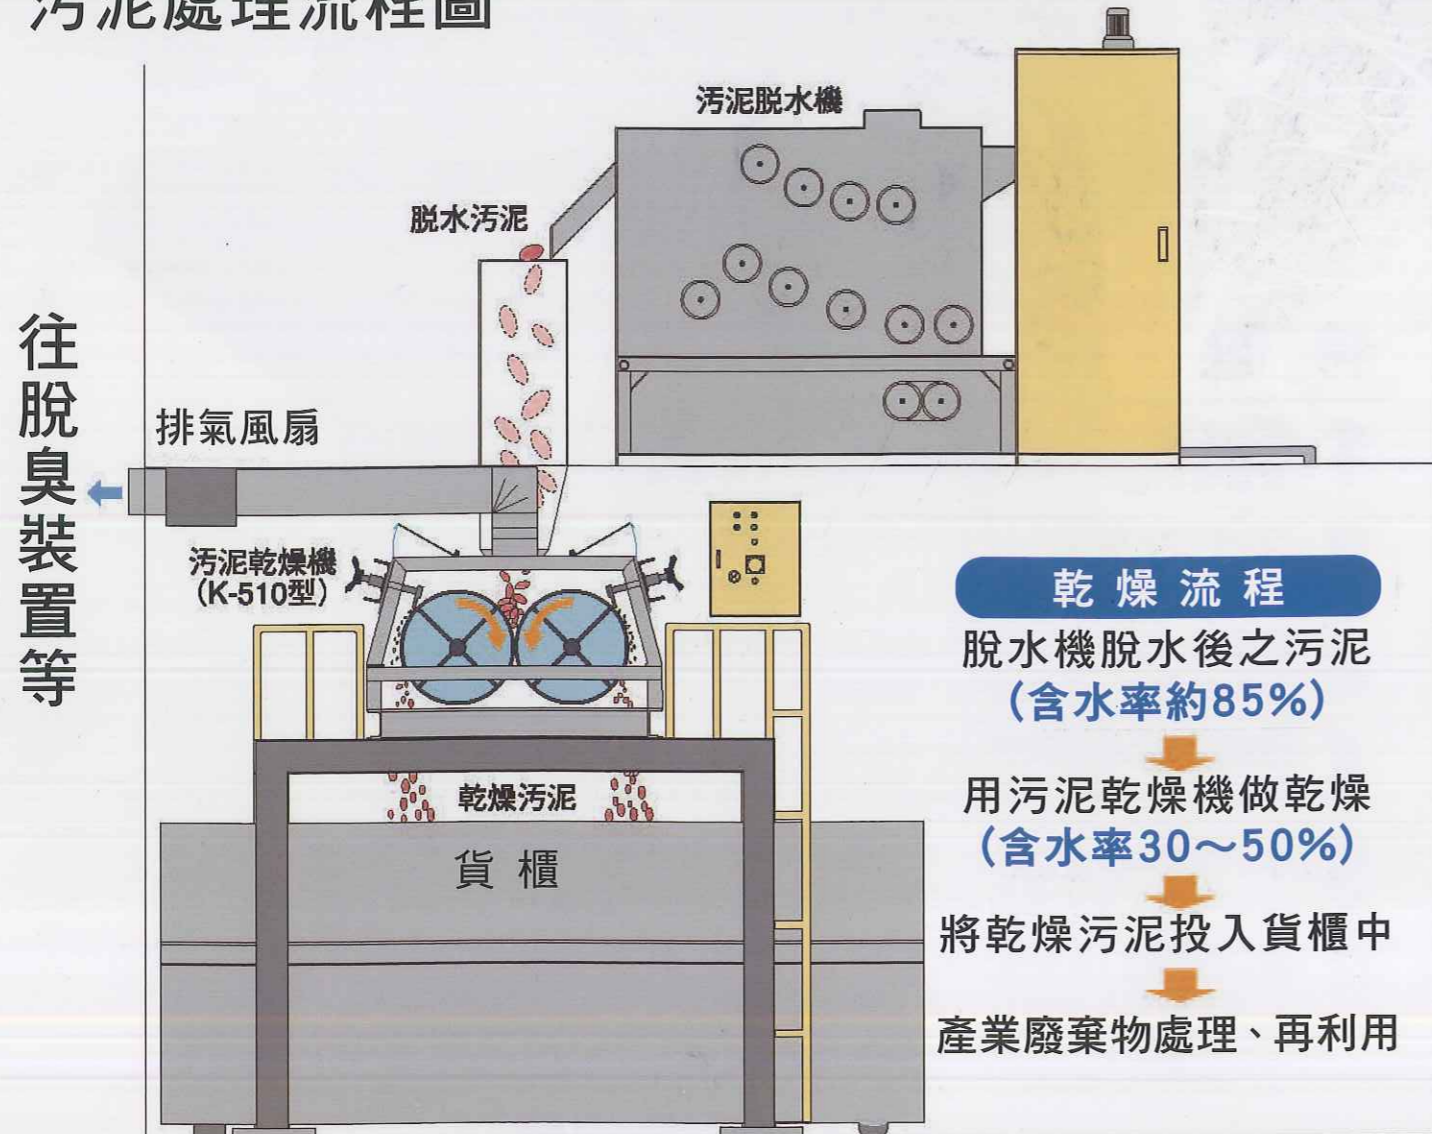 污泥處理流程圖
污泥脱水機
脱水污泥
往脫臭裝置等
排氣風扇
污泥乾燥機
（K-510型）
乾燥污泥
貨櫃
乾燥流程
脫水機脫水後之污泥
（含水率約85%）
用污泥乾燥機做乾燥
（含水率30～50%）
將乾燥污泥投入貨櫃中
產業廢棄物處理、再利用